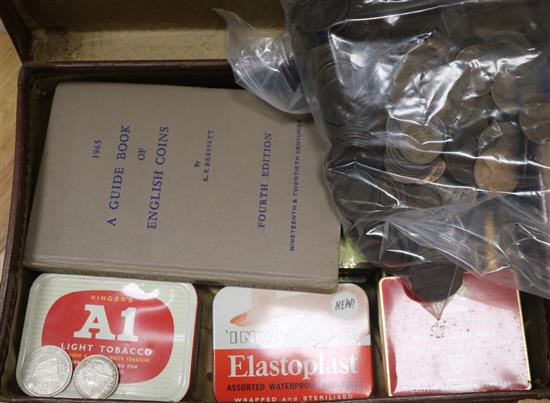 1965
A GUIDE BOOK
OF
ENGLISH COINS
By
K. E. BRESSETT
FOURTH EDITION
NINETEENTH & TWENTIETH CENTURIES
RINGER'S
A1
LIGHT TOBACCO
NEW!
Elastoplast
ASSORTED WATERPROOF
WRAPPED and STERILISED